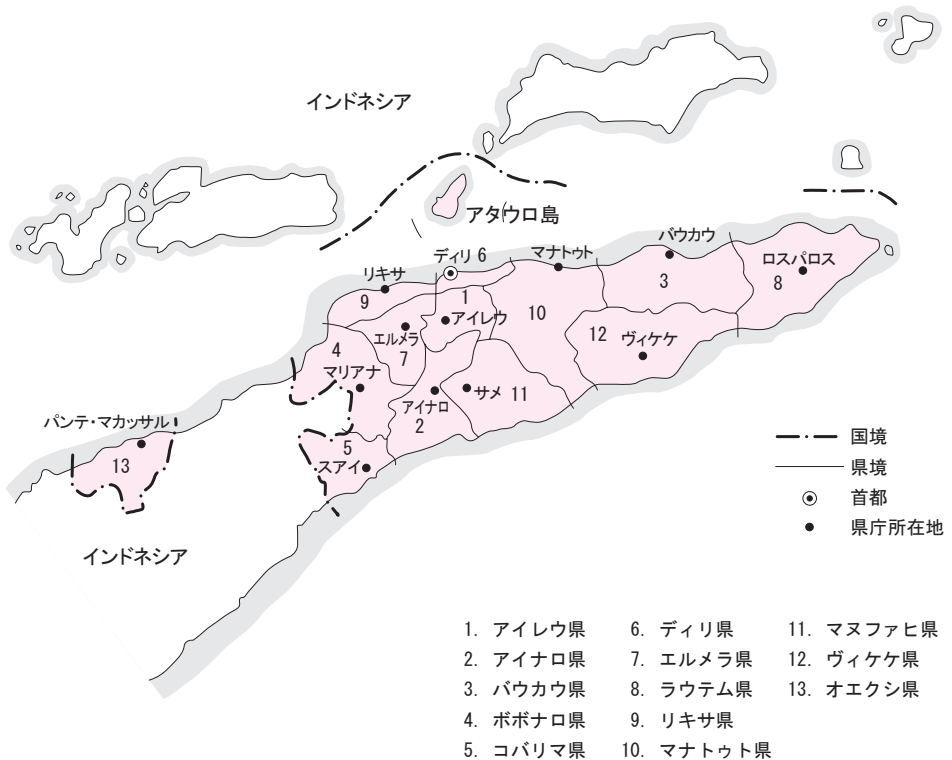 インドネシア
アタウロ島
バウカウ
ディリ 6
マナトゥト
ロスパロス
リキサ
3
8
9
1
10
アイレウ
エルメラ
12
ヴィケケ
4
7
マリアナ
アイナロ
サメ
11
2
パンテ・マカッサル
5
スアイ
13
インドネシア
国境
県境
首都
県庁所在地
1. アイレウ県 6. ディリ県 11. マヌファヒ県
2. アイナロ県 7. エルメラ県 12. ヴィケケ県
3. バウカウ県 8. ラウテム県 13. オエクシ県
4. ボボナロ県 9. リキサ県
5. コバリマ県 10. マナトゥト県